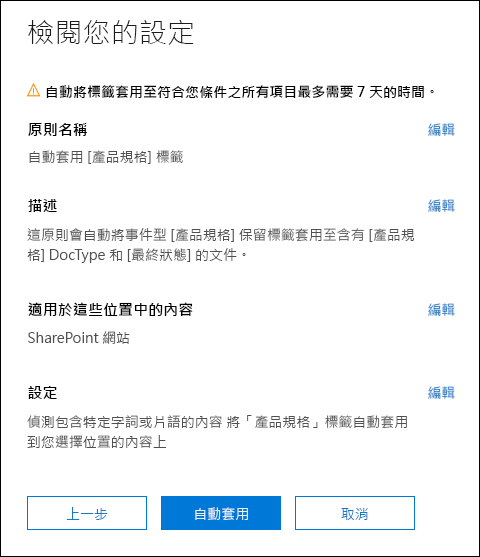 檢閱您的設定
自動將標籤套用至符合您條件之所有項目最多需要 7 天的時間。
原則名稱 編輯
自動套用 [產品規格] 標籤
描述 編輯
這原則會自動將事件型 [產品規格] 保留標籤套用至含有 [產品規
格] DocType 和 [最終狀態] 的文件。
適用於這些位置中的內容 編輯
SharePoint 網站
設定 編輯
偵測包含特定字詞或片語的內容 將「產品規格」標籤自動套用
到您選擇位置的內容上
上一步 自動套用 取消